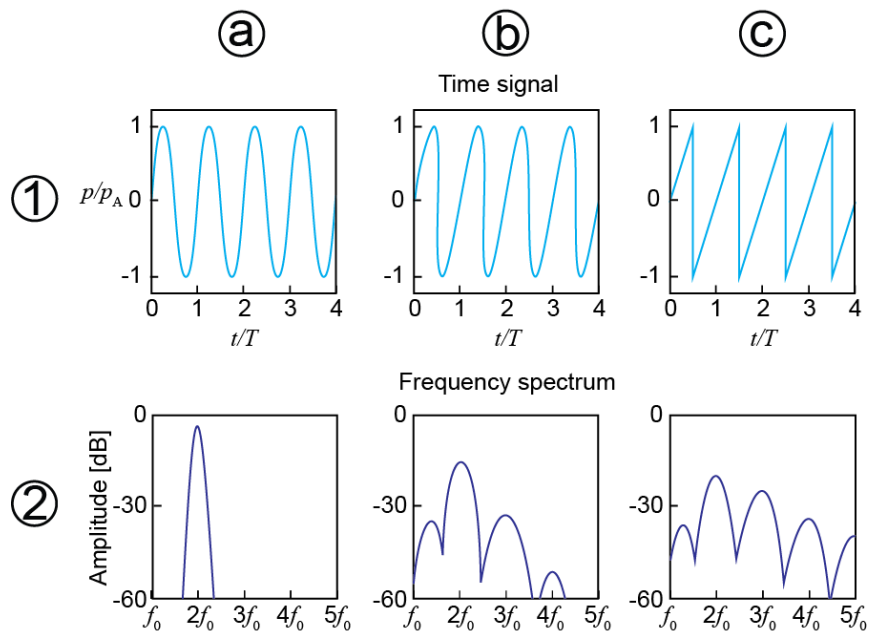 a b c
Time signal
1 1 1
1 p/pA 0 0 0
-1 -1 -1
0 1 2 3 4 0 1 2 3 4 0 1 2 3 4
t/T t/T t/T
Frequency spectrum
0 0 0
2 Amplitude [dB] -30 -30 -30
-60 -60 -60
f0 2f0 3f0 4f0 5f0 f0 2f0 3f0 4f0 5f0 f0 2f0 3f0 4f0 5f0